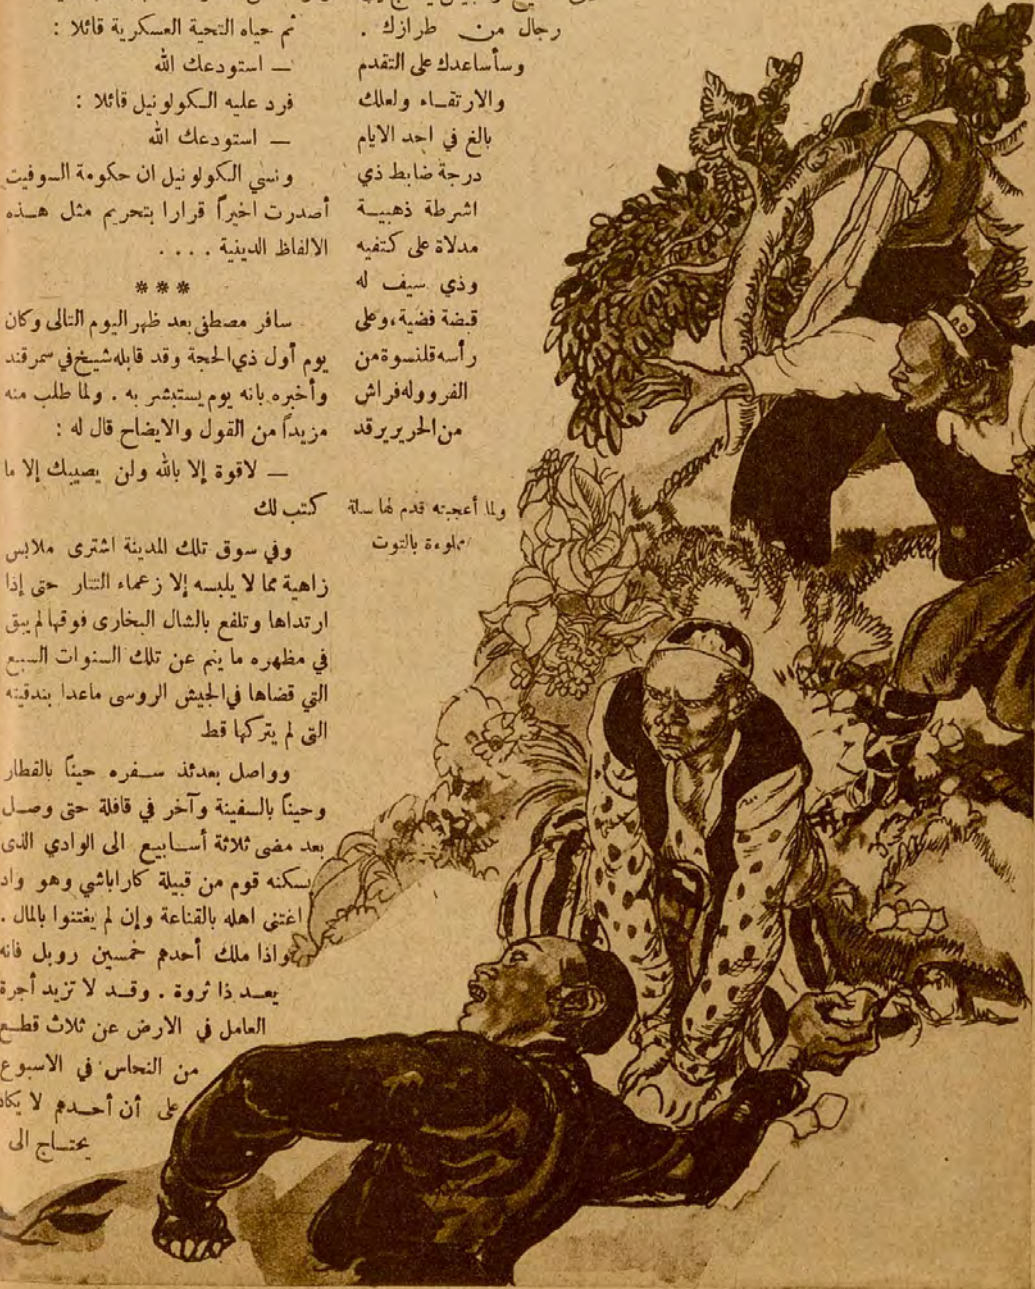 رجال من طرازك .
وسأساعدك على التقدم
والارتقاء ولعلك
بالغ في احد الايام
درجة ضابط ذي
اشرطة ذهبية
مدلاة على كتفيه
وذي سيف له
قبضة فضية، وعلى
رأسه قلنسوة من
الفرو وله فراش
من الحرير يرقد
ولما أعجبته قدم لها سلة
مملوءة بالتوت
ثم حياه التحية العسكرية قائلا :
— استودعك الله
فرد عليه الكولونيل قائلا :
— استودعك الله
ونسي الكولونيل ان حكومة السوفيت
أصدرت اخيراً قرارا بتحريم مثل هذه
الالفاظ الدينية . . . .
***
سافر مصطفى بعد ظهر اليوم التالى وكان
يوم أول ذي الحجة وقد قابله شيخ في سمرقند
وأخبره بانه يوم يستبشر به . ولما طلب منه
مزيداً من القول والايضاح قال له :
— لاقوة إلا بالله ولن يصيبك إلا ما
كتب لك
وفي سوق تلك المدينة اشترى ملابس
زاهية مما لا يلبسه إلا زعماء التتار حتى إذا
ارتداها وتلفع بالشال البخارى فوقها لم يبق
في مظهره ما ينم عن تلك السنوات السبع
التي قضاها في الجيش الروسى ماعدا بندقيته
التى لم يتركها قط
وواصل بعدئذ سفره حيناً بالقطار
وحيناً بالسفينة وآخر في قافلة حتى وصل
بعد مضى ثلاثة أسابيع الى الوادي الذى
يسكنه قوم من قبيلة كاراباشي وهو واد
اغتنى اهله بالقناعة وإن لم يغتنوا بالمال .
واذا ملك أحدهم خمسين روبل فانه
يعد ذا ثروة . وقد لا تزيد أجرة
العامل في الارض عن ثلاث قطع
من النحاس في الاسبوع
على أن أحدهم لا يكاد
يحتاج الى